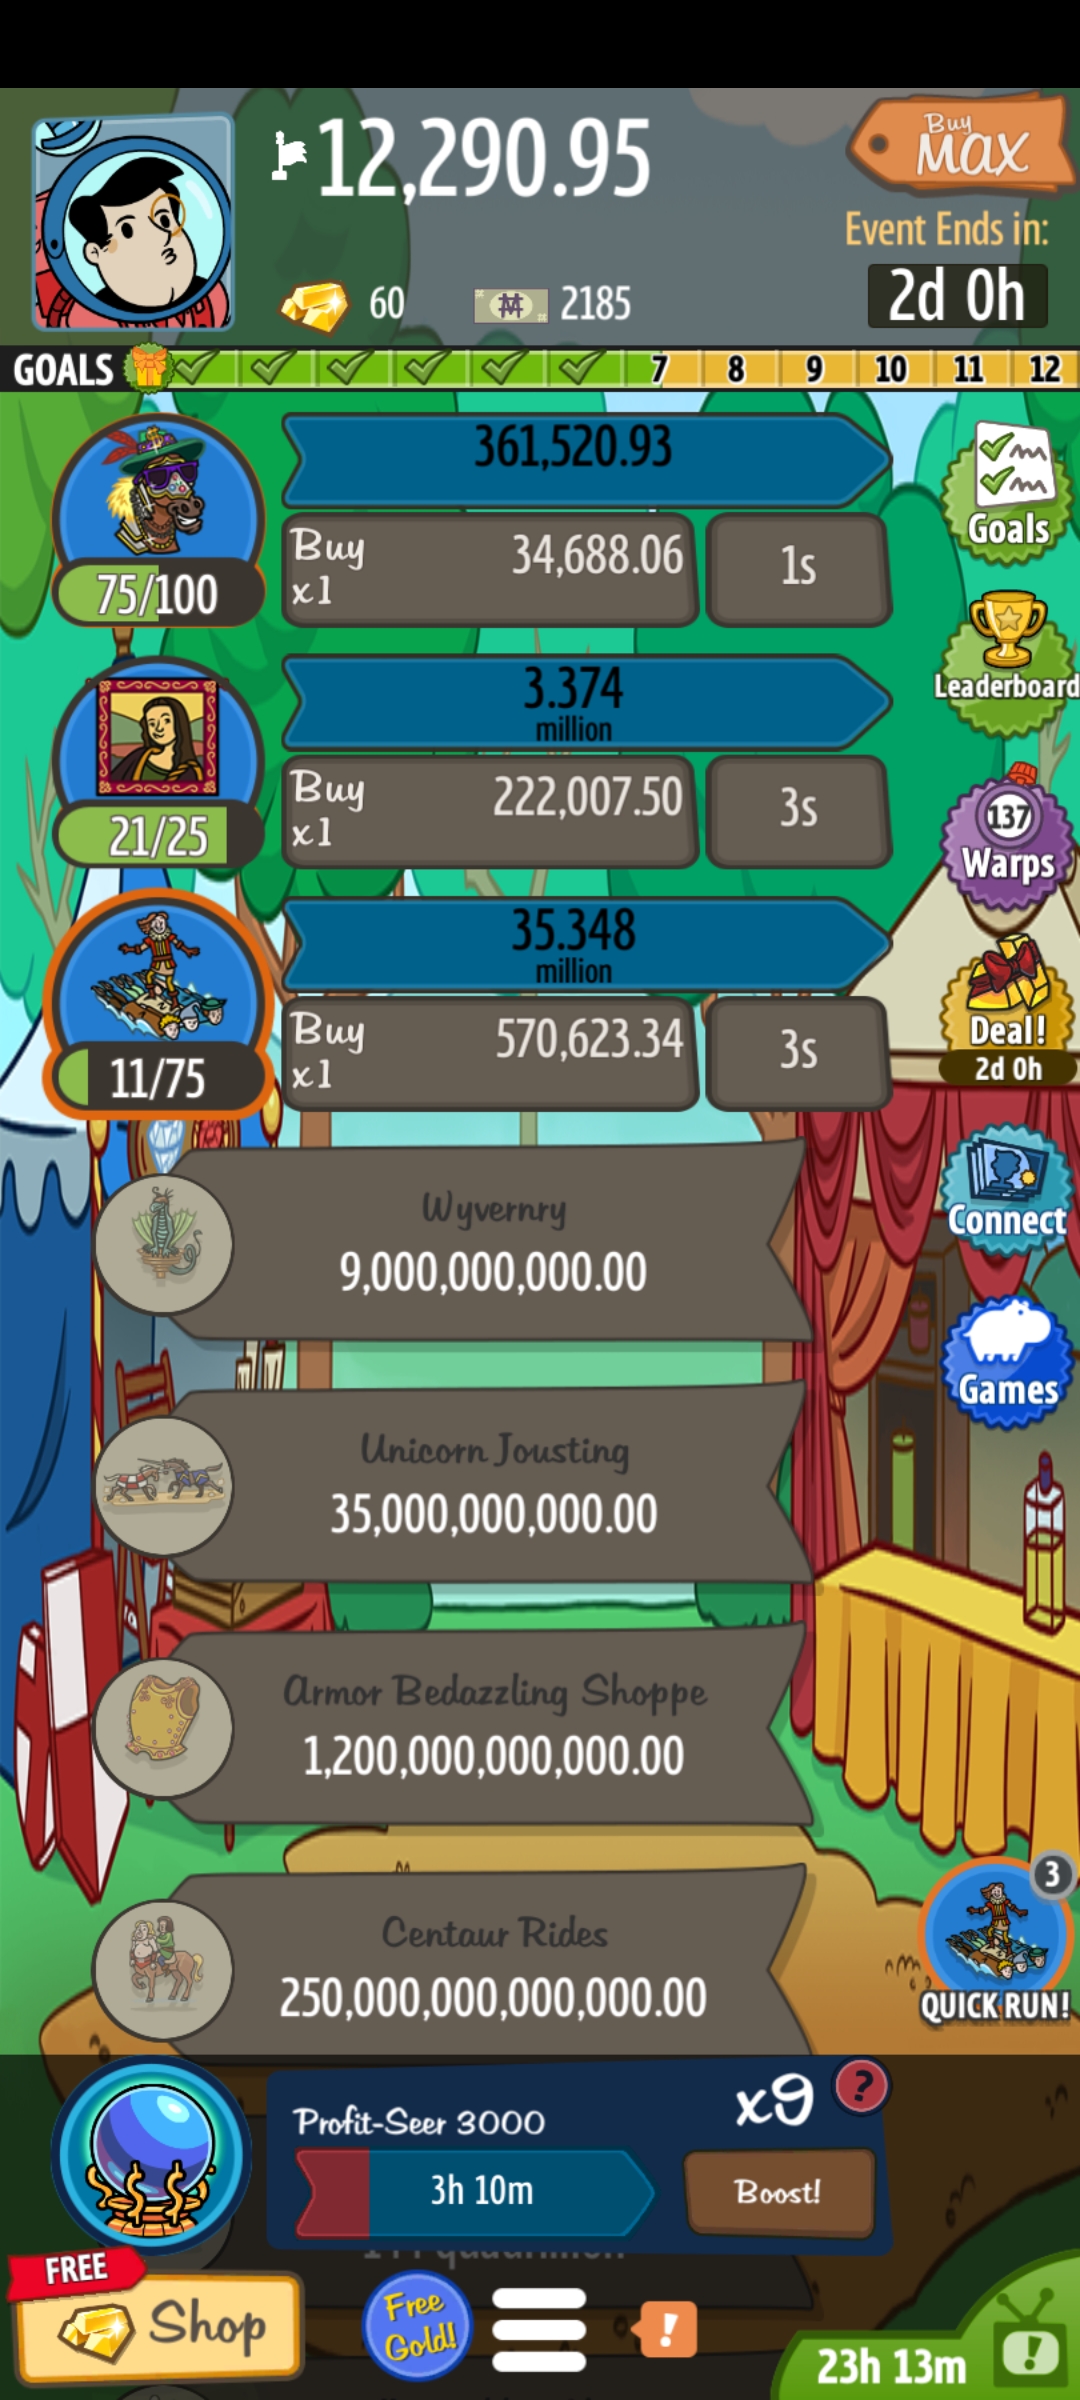 12,290.95
Buy
MAX
Event Ends in:
2d 0h
60
2185
GOALS
7 8 9 10 11 12
361,520.93
Buy
x1
34,688.06
1s
75/100
Goals
3.374
million
Buy
x1
222,007.50
3s
21/25
Leaderboard
137
Warps
35.348
million
Buy
x1
570,623.34
3s
11/75
Deal!
2d 0h
Wyvernry
9,000,000,000.00
Connect
Unicorn Jousting
35,000,000,000.00
Games
Armor Bedazzling Shoppe
1,200,000,000,000.00
Centaur Rides
250,000,000,000,000.00
3
QUICK RUN!
Profit-Seer 3000
x9
?
3h 10m
Boost!
FREE
Shop
Free
Gold!
!
23h 13m
!